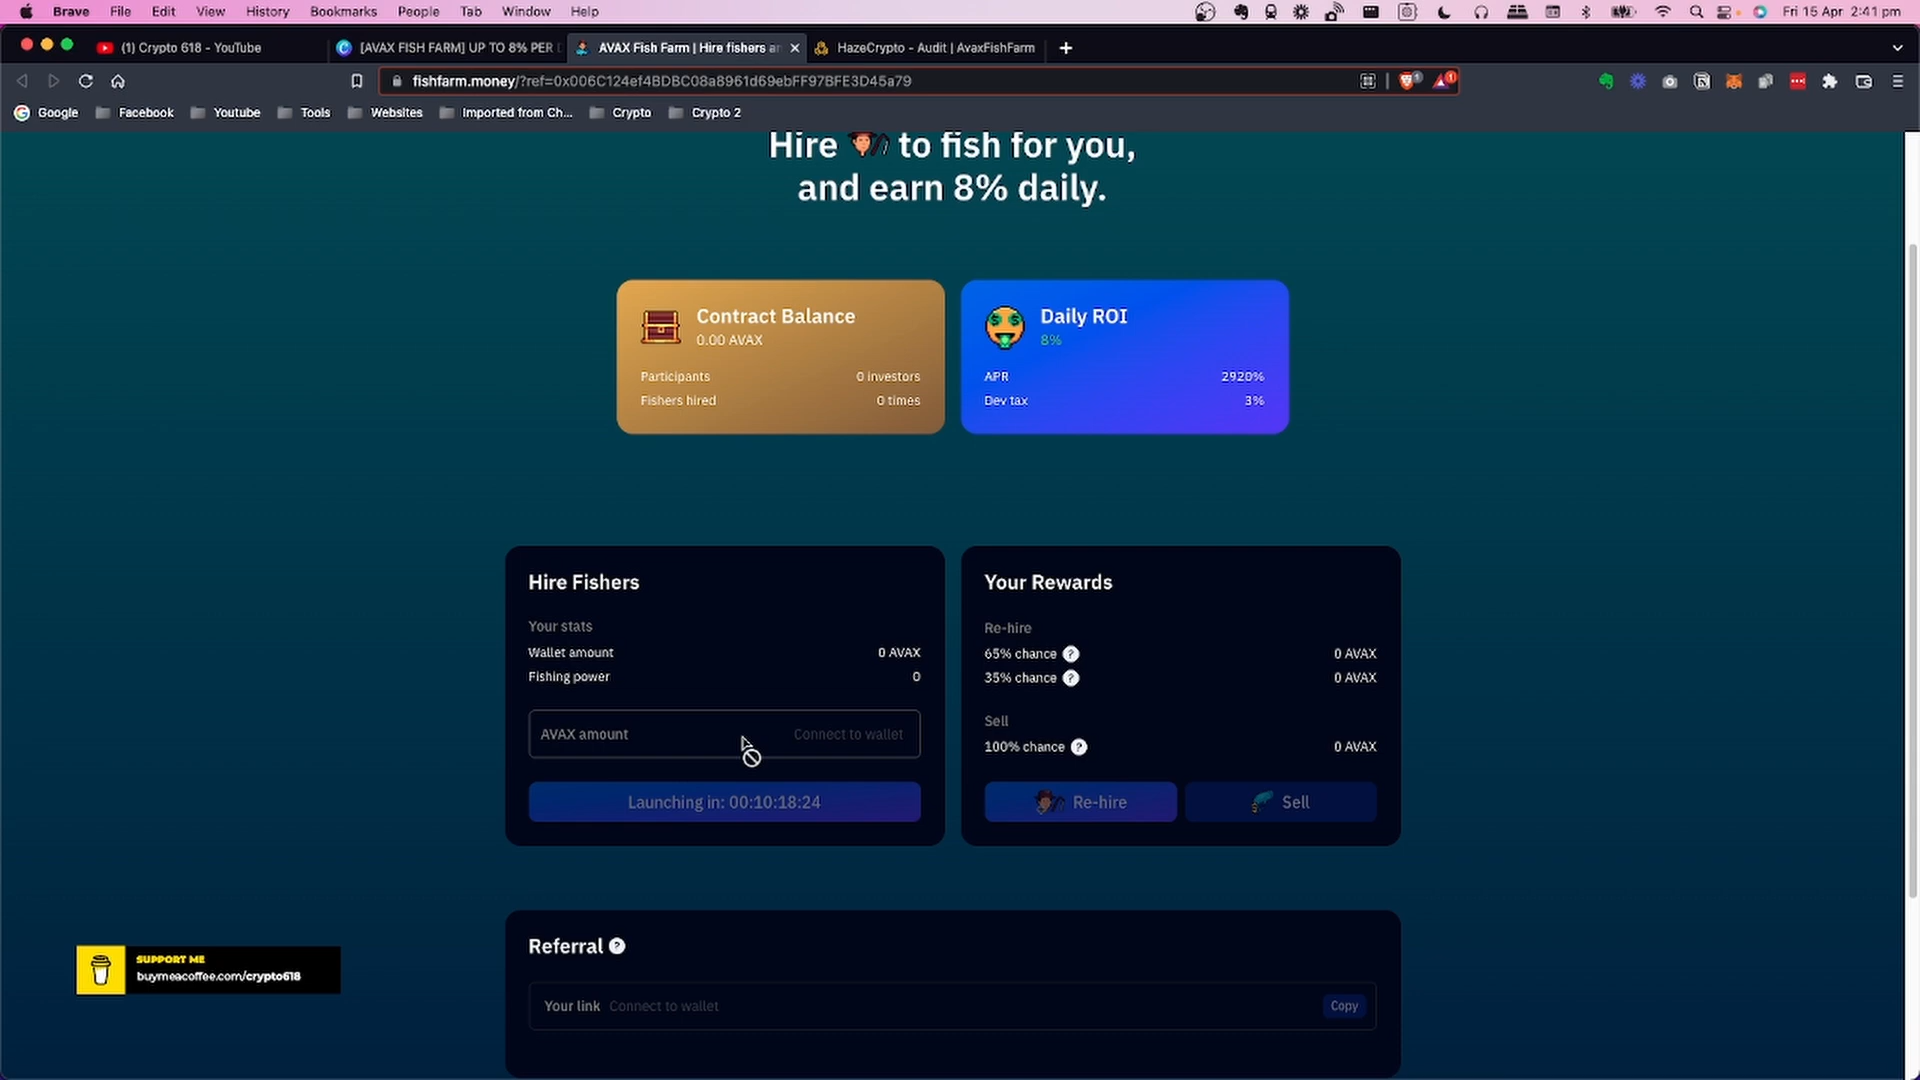 Brave File Edit View History Bookmarks People Tab Window Help Fri 15 Apr 2:41 pm
(1) Crypto 618 - YouTube [AVAX FISH FARM] UP TO 8% PER D AVAX Fish Farm | Hire fishers an HazeCrypto - Audit | AvaxFishFarm
fishfarm.money/?ref=0x006C124ef4BDBC08a8961d69ebFF97BFE3D45a79
Google Facebook Youtube Tools Websites Imported from Ch... Crypto Crypto 2
Hire to fish for you,
and earn 8% daily.
Contract Balance
0.00 AVAX
Participants 0 investors
Fishers hired 0 times
Daily ROI
8%
APR 2920%
Dev tax 3%
Hire Fishers
Your stats
Wallet amount 0 AVAX
Fishing power 0
AVAX amount Connect to wallet
Launching in: 00:10:18:24
Your Rewards
Re-hire
65% chance ? 0 AVAX
35% chance ? 0 AVAX
Sell
100% chance ? 0 AVAX
Re-hire Sell
Referral ?
Your link Connect to wallet Copy
SUPPORT ME
buymeacoffee.com/crypto618